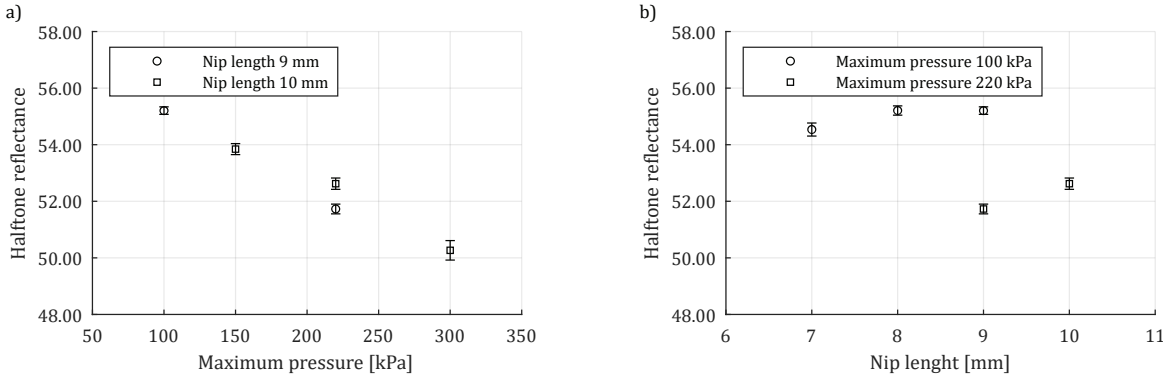 a)
58.00
56.00
54.00
52.00
50.00
48.00
Halftone reflectance
Nip length 9 mm
Nip length 10 mm
50 100 150 200 250 300 350
Maximum pressure [kPa]
b)
58.00
56.00
54.00
52.00
50.00
48.00
Halftone reflectance
Maximum pressure 100 kPa
Maximum pressure 220 kPa
6 7 8 9 10 11
Nip lenght [mm]